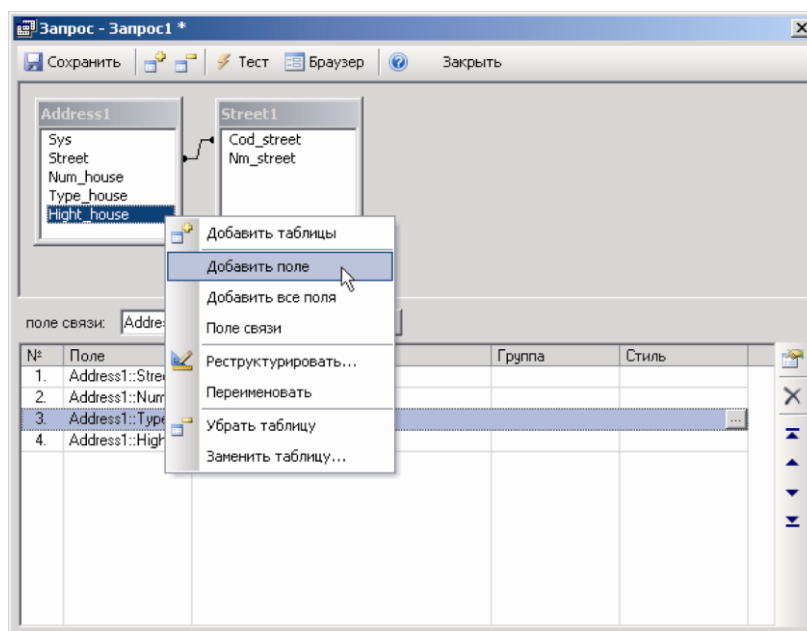 Запрос - Запрос1 *
Сохранить Тест Браузер Закрыть
Address1 Street1
Sys Cod_street
Street Nm_street
Num_house
Type_house
Hight_house
Добавить таблицы
Добавить поле
Добавить все поля
Поле связи
Реструктурировать...
Переименовать
Убрать таблицу
Заменить таблицу...
поле связи: Addre
№ Поле Группа Стиль
1. Address1::Stree
2. Address1::Num
3. Address1::Type ...
4. Address1::High